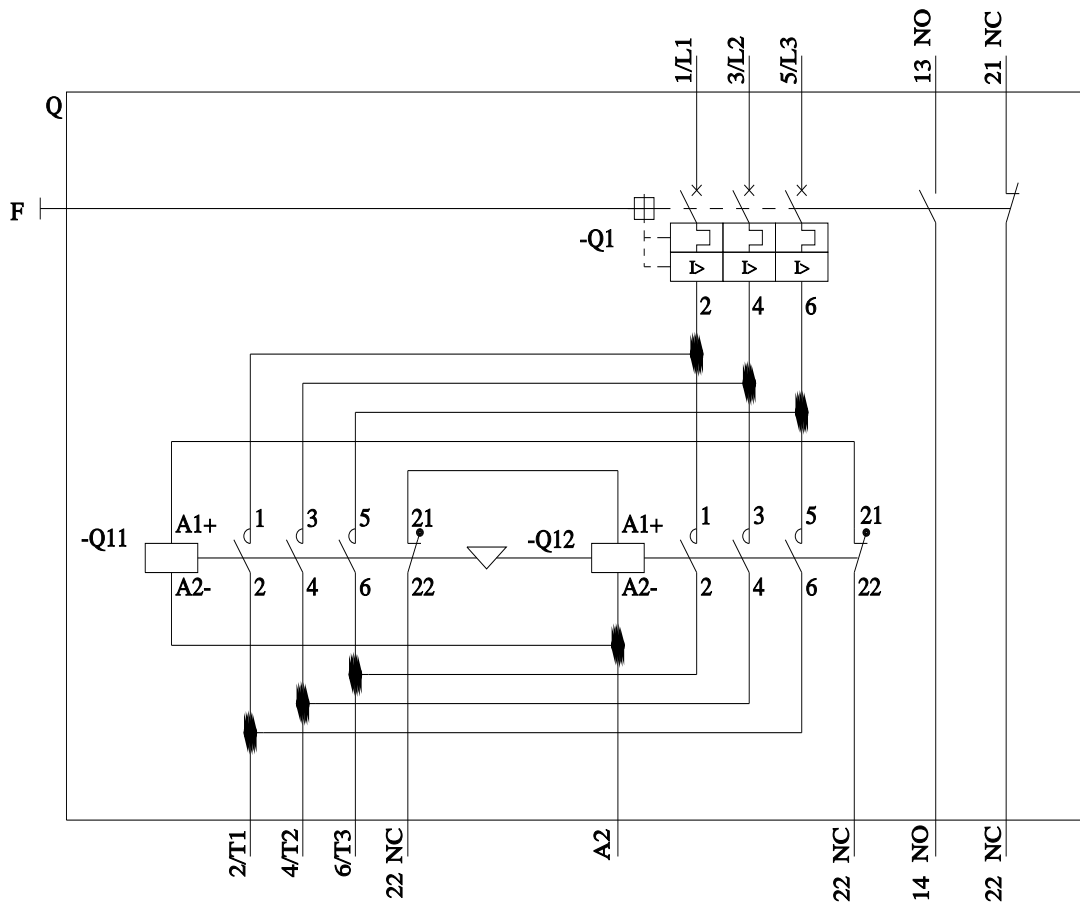 1/L1 3/L2 5/L3 13 NO 21 NC
Q
F
-Q1
I> I> I>
2 4 6
-Q11 A1+ 1 3 5 21 -Q12 A1+ 1 3 5 21
A2- 2 4 6 22 A2- 2 4 6 22
2/T1 4/T2 6/T3 22 NC A2 22 NC 14 NO 22 NC